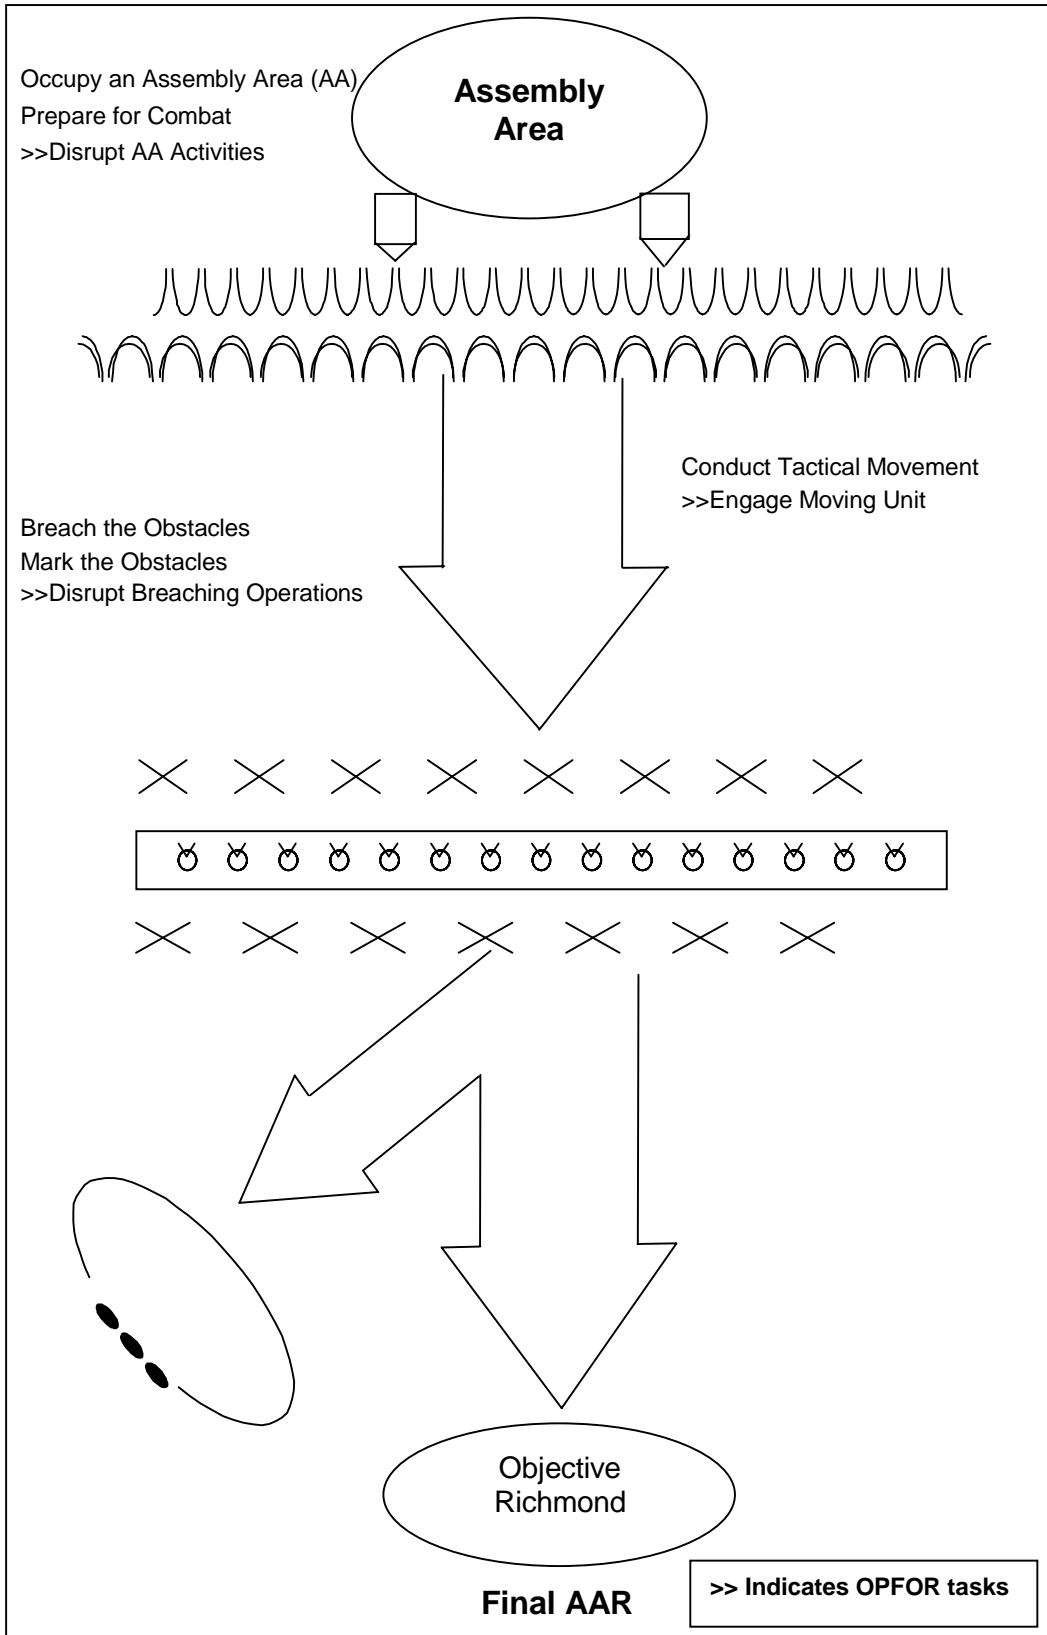 Occupy an Assembly Area (AA)
Prepare for Combat
>>Disrupt AA Activities
Assembly
Area
Conduct Tactical Movement
>>Engage Moving Unit
Breach the Obstacles
Mark the Obstacles
>>Disrupt Breaching Operations
Objective
Richmond
Final AAR
>> Indicates OPFOR tasks